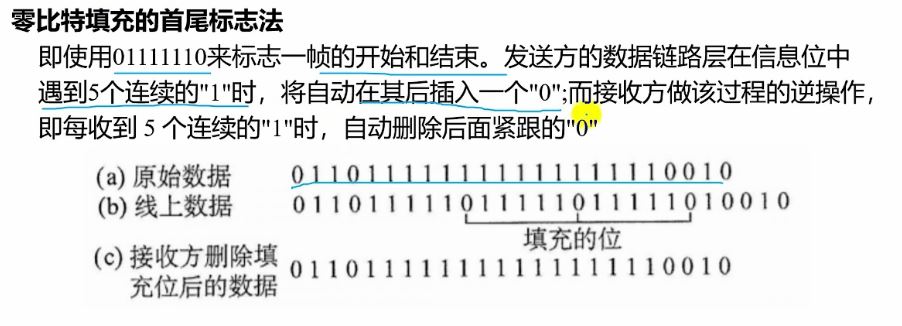 零比特填充的首尾标志法
即使用01111110来标志一帧的开始和结束。发送方的数据链路层在信息位中
遇到5个连续的"1"时，将自动在其后插入一个"0";而接收方做该过程的逆操作，
即每收到 5 个连续的"1"时，自动删除后面紧跟的"0"
(a) 原始数据 011011111111111111110010
(b) 线上数据 011011111011111011111010010
填充的位
(c) 接收方删除填 011011111111111111110010
充位后的数据